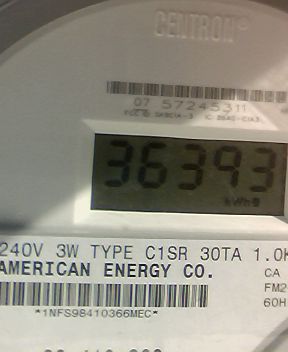 CENTRON®
07 57245311
36393
kWh
240V 3W TYPE C1SR 30TA 1.0K
AMERICAN ENERGY CO.
CA
FM2
60H
*1NFS98410366MEC*